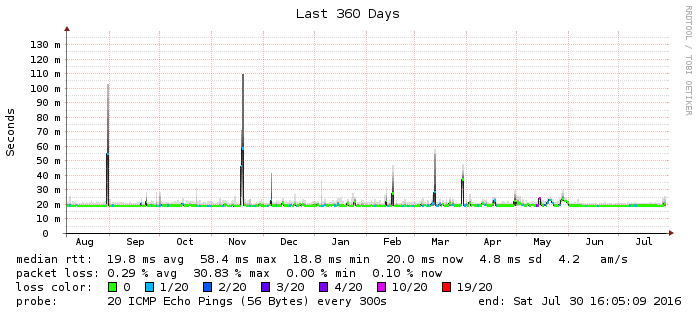 Last 360 Days
RRDTOOL / TOBI OETIKER
Seconds
130 m
120 m
110 m
100 m
90 m
80 m
70 m
60 m
50 m
40 m
30 m
20 m
10 m
0
Aug Sep Oct Nov Dec Jan Feb Mar Apr May Jun Jul
median rtt: 19.8 ms avg 58.4 ms max 18.8 ms min 20.0 ms now 4.8 ms sd 4.2 am/s
packet loss: 0.29 % avg 30.83 % max 0.00 % min 0.10 % now
loss color: 0 1/20 2/20 3/20 4/20 10/20 19/20
probe: 20 ICMP Echo Pings (56 Bytes) every 300s end: Sat Jul 30 16:05:09 2016